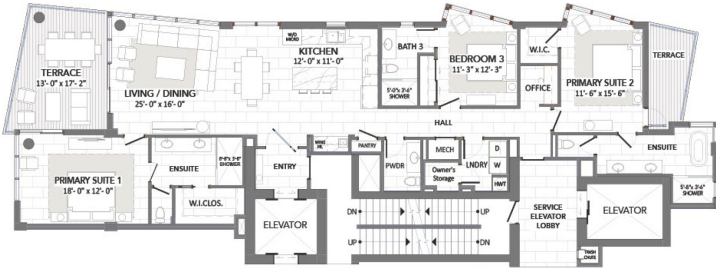 TERRACE
13'- 0" x 17'- 2"
LIVING / DINING
25'- 0" x 16'- 0"
W/D
MICRO
KITCHEN
12'- 0" x 11'- 0"
BATH 3
5'-0"x 3'-6"
SHOWER
BEDROOM 3
11'- 3" x 12'- 3"
W.I.C.
OFFICE
PRIMARY SUITE 2
11'- 6" x 15'- 6"
TERRACE
HALL
PRIMARY SUITE 1
18'- 0" x 12'- 0"
ENSUITE
SHOWER
W.I.CLOS.
ENTRY
WINE
PANTRY
PWDR
MECH
Owner's
Storage
LNDRY
D
W
HWT
ENSUITE
5'-0"x 3'-6"
SHOWER
ELEVATOR
DN
UP
UP
DN
SERVICE
ELEVATOR
LOBBY
ELEVATOR
TRASH
CHUTE